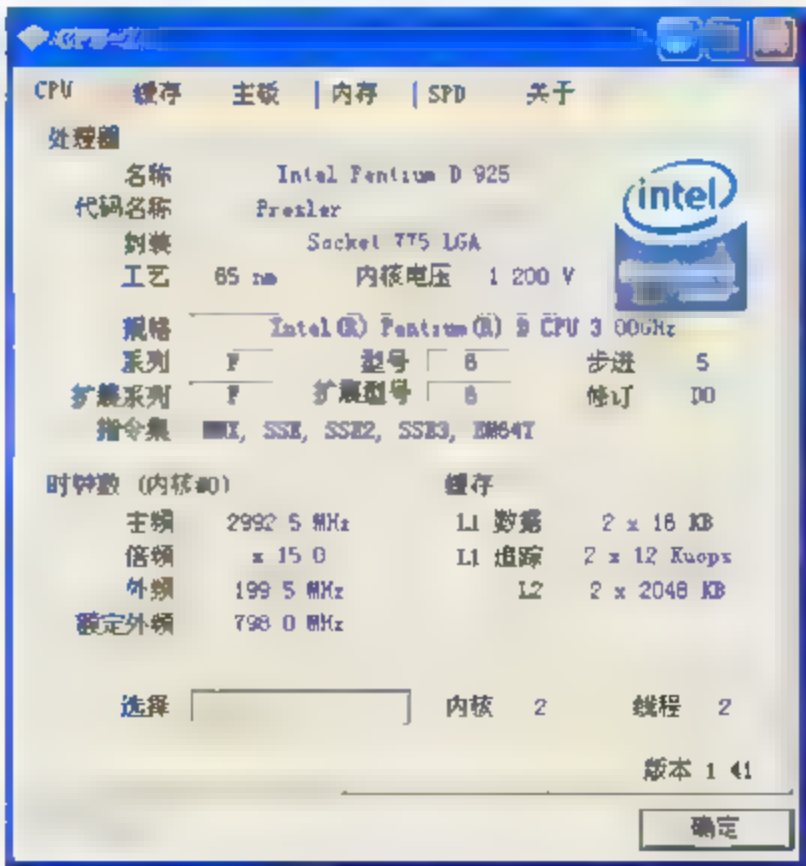 CPU 缓存 主板 内存 SPD 关于
处理器
名称 Intel Pentium D 925
代码名称 Presler
intel
封装 Socket 775 LGA
工艺 65 nm 内核电压 1 200 V
规格 Intel(R) Pentium(R) D CPU 3 00GHz
系列 F 型号 6 步进 5
扩展系列 F 扩展型号 6 修订 D0
指令集 MMX, SSE, SSE2, SSE3, EM64T
时钟数 (内核#0) 缓存
主频 2992 5 MHz L1 数据 2 x 16 KB
倍频 x 15 0 L1 追踪 2 x 12 Kuops
外频 199 5 MHz L2 2 x 2048 KB
额定外频 798 0 MHz
选择 内核 2 线程 2
版本 1 41
确定